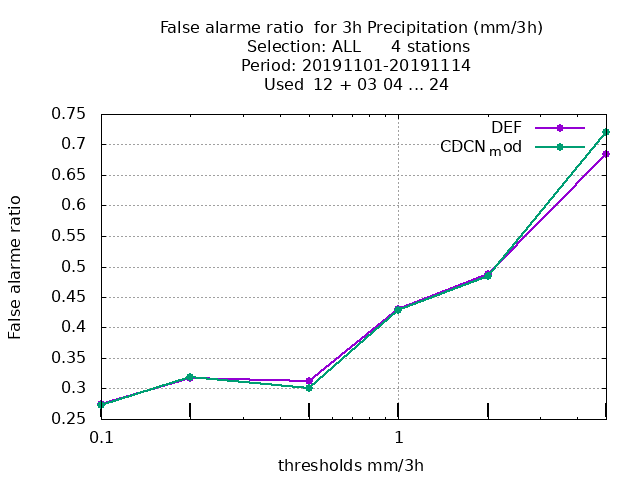 False alarme ratio  for 3h Precipitation (mm/3h)
Selection: ALL      4 stations
Period: 20191101-20191114
Used  12 + 03 04 ... 24
0.75
0.7
0.65
0.6
0.55
0.5
0.45
0.4
0.35
0.3
0.25
False alarme ratio
DEF
CDCNmod
0.1
1
thresholds mm/3h